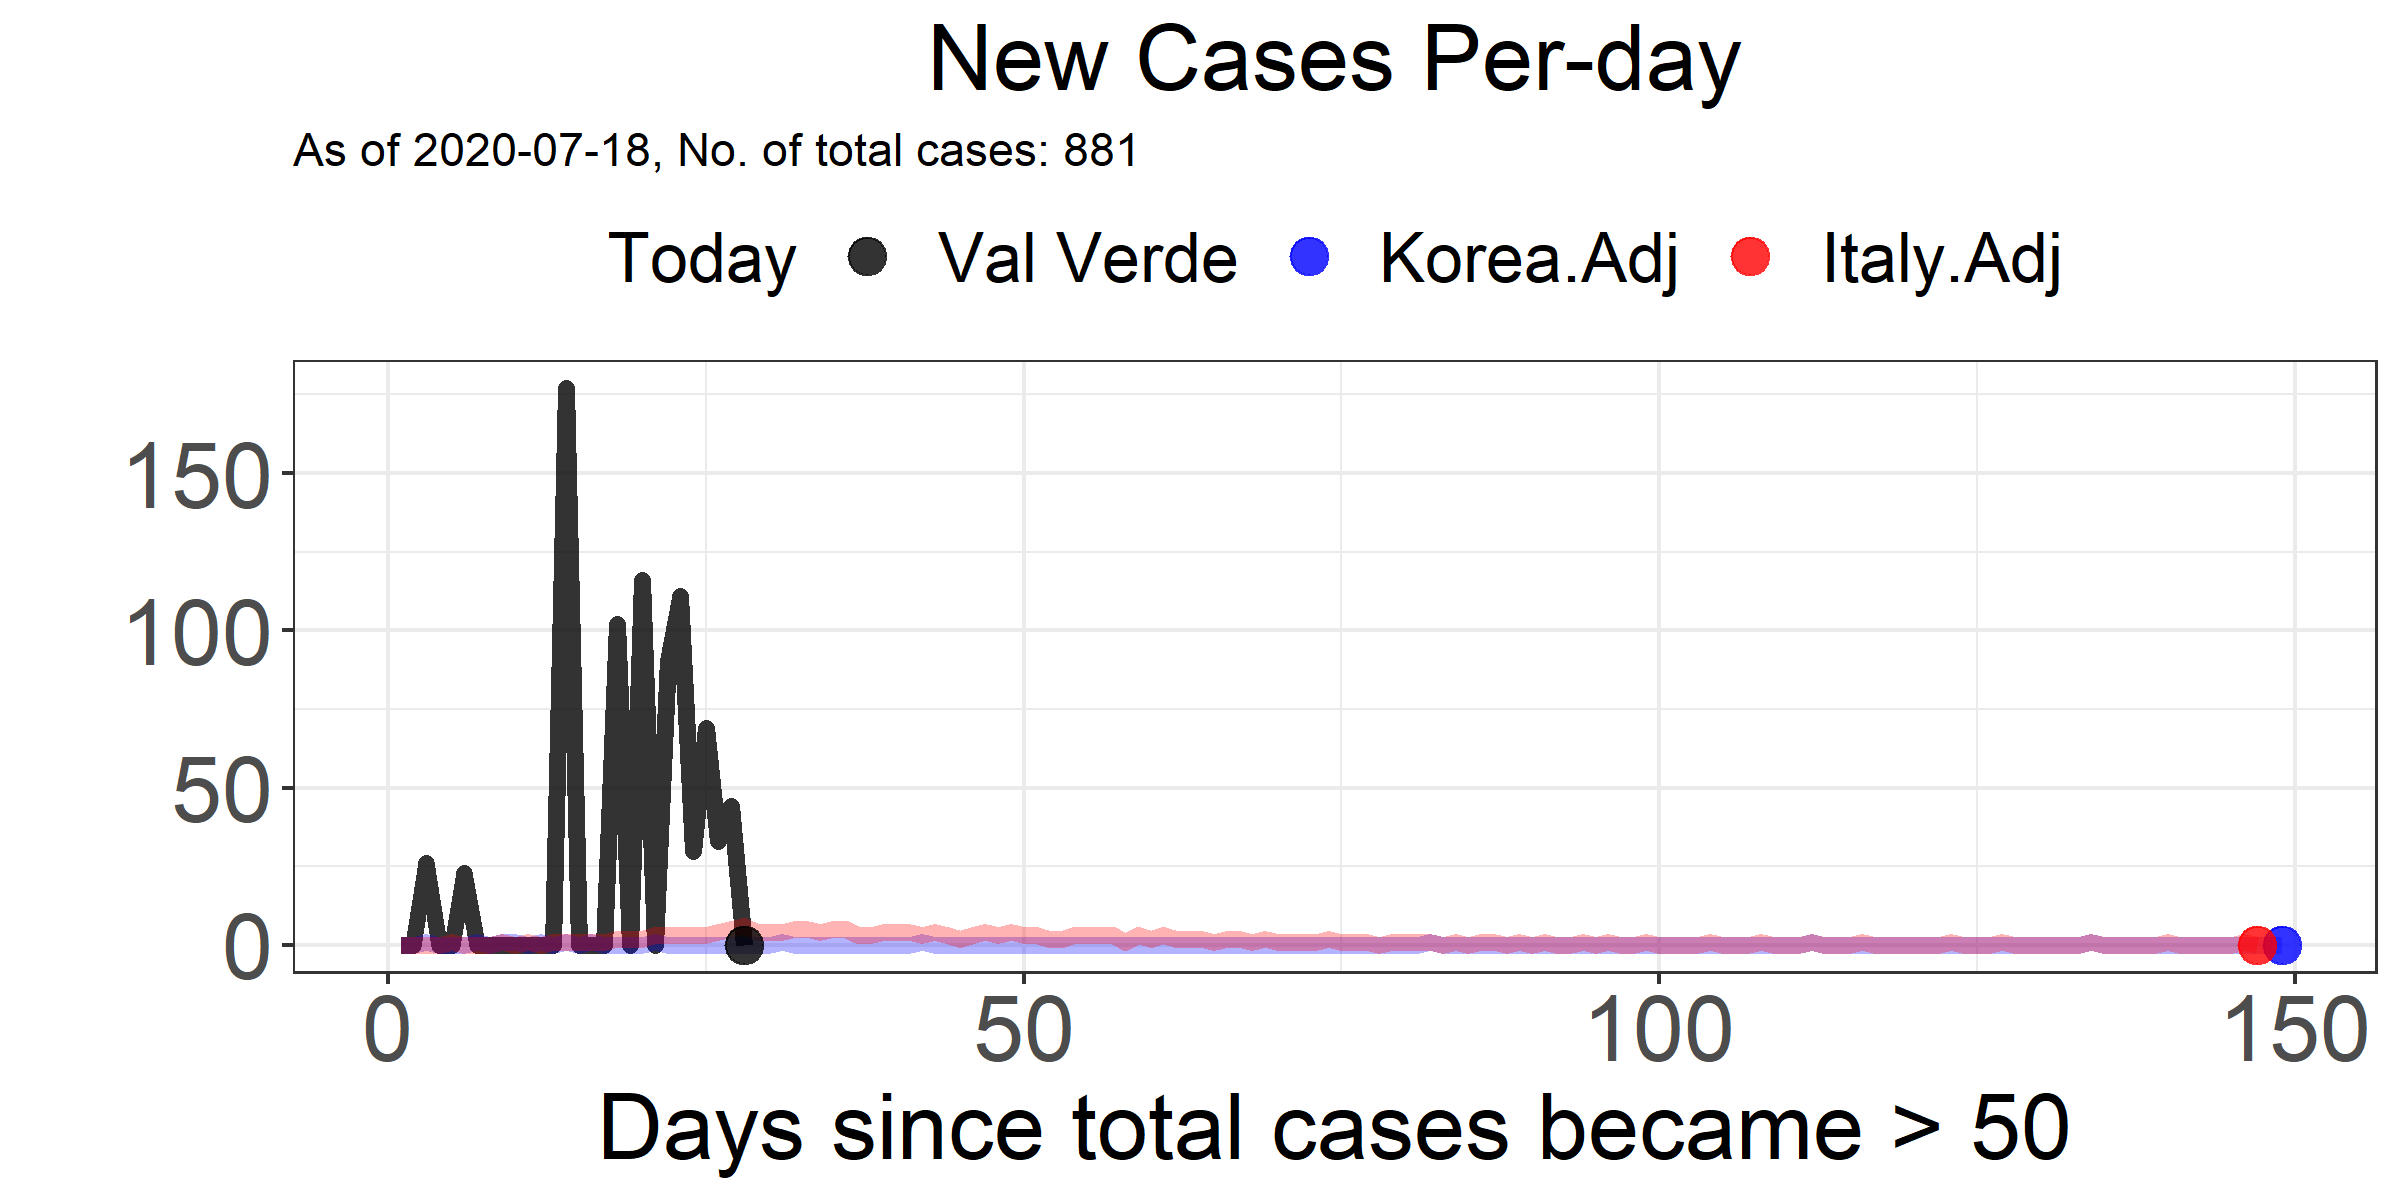 New Cases Per-day
As of 2020-07-18, No. of total cases: 881
Today Val Verde Korea.Adj Italy.Adj
150
100
50
0
0 50 100 150
Days since total cases became > 50